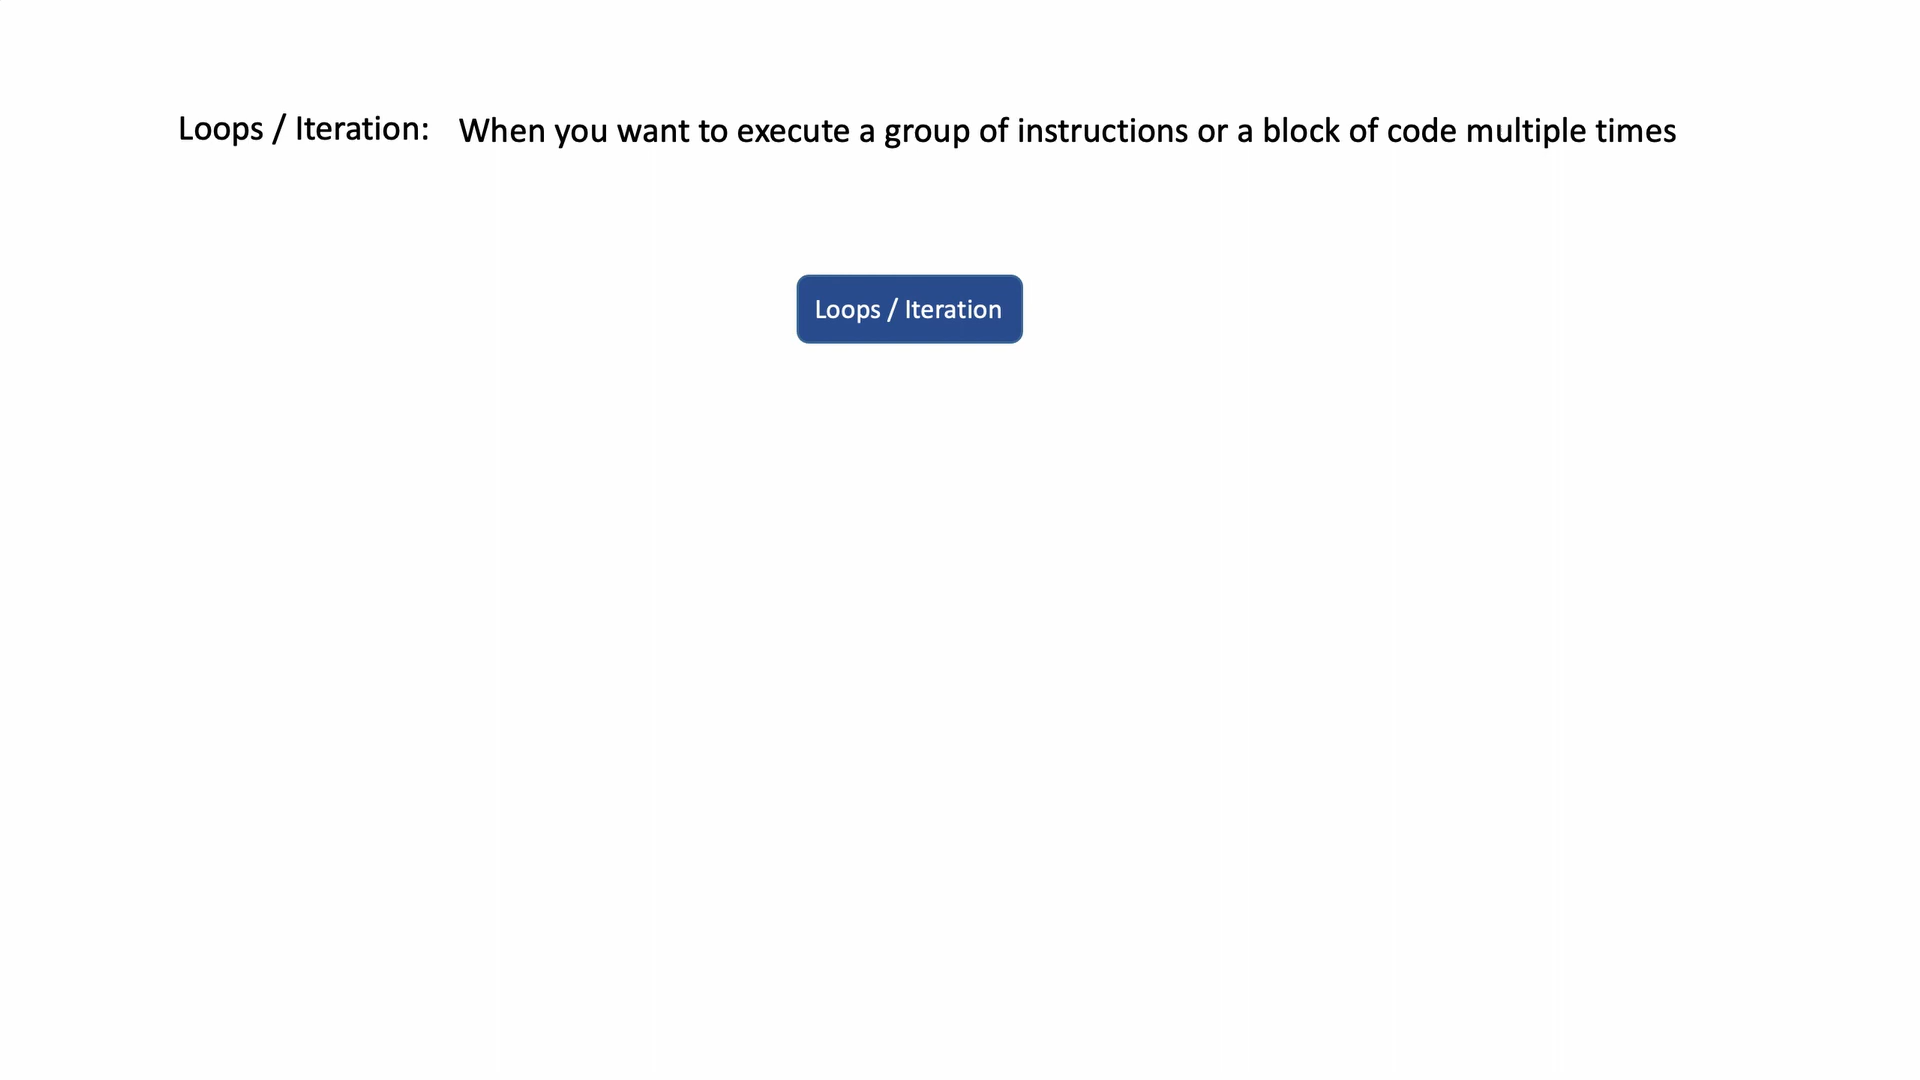 Loops / Iteration: When you want to execute a group of instructions or a block of code multiple times
Loops / Iteration